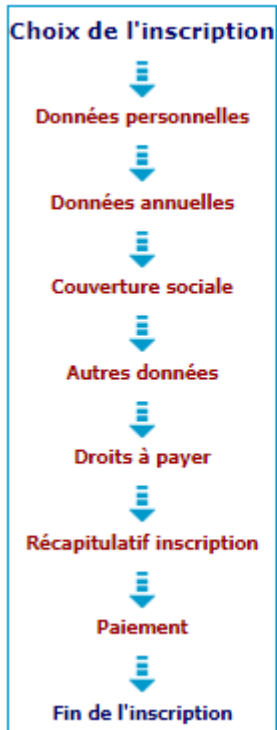 Choix de l'inscription
Données personnelles
Données annuelles
Couverture sociale
Autres données
Droits à payer
Récapitulatif inscription
Paiement
Fin de l'inscription